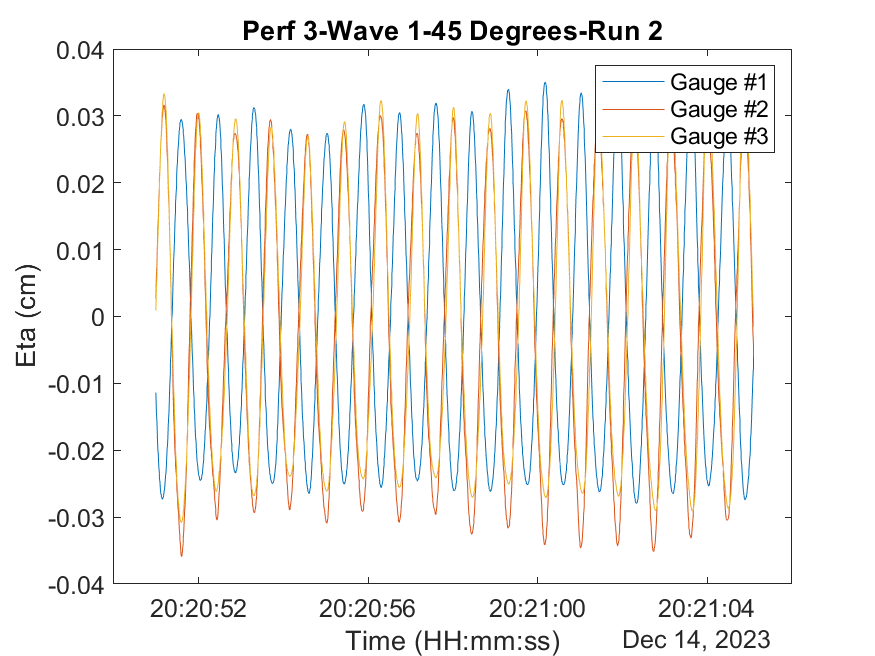 Perf 3-Wave 1-45 Degrees-Run 2
0.04
0.03
0.02
0.01
0
-0.01
-0.02
-0.03
-0.04
Eta (cm)
Gauge #1
Gauge #2
Gauge #3
20:20:52
20:20:56
20:21:00
20:21:04
Time (HH:mm:ss)
Dec 14, 2023